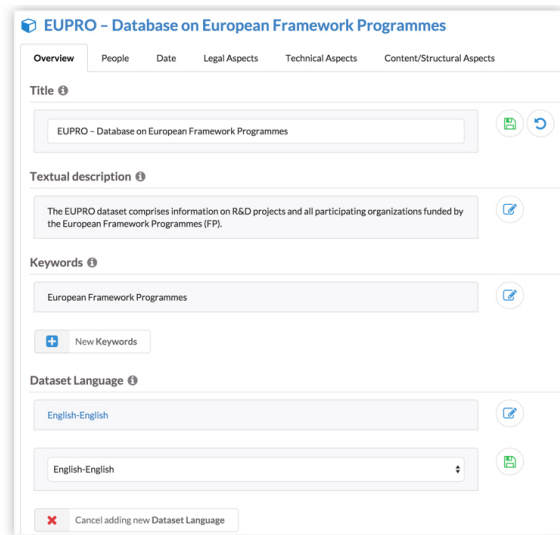 EUPRO – Database on European Framework Programmes
Overview People Date Legal Aspects Technical Aspects Content/Structural Aspects
Title
EUPRO – Database on European Framework Programmes
Textual description
The EUPRO dataset comprises information on R&D projects and all participating organizations funded by
the European Framework Programmes (FP).
Keywords
European Framework Programmes
New Keywords
Dataset Language
English-English
English-English
Cancel adding new Dataset Language